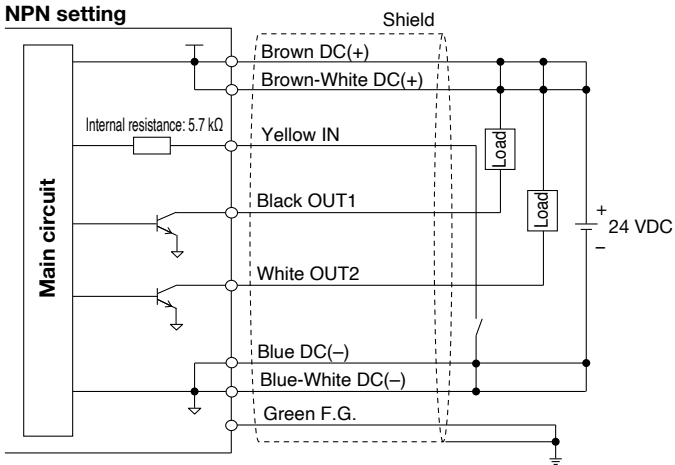 NPN setting
Shield
Brown DC(+)
Brown-White DC(+)
Internal resistance: 5.7 kΩ
Yellow IN
Load
Black OUT1
Load
Main circuit
+
24 VDC
–
White OUT2
Blue DC(–)
Blue-White DC(–)
Green F.G.